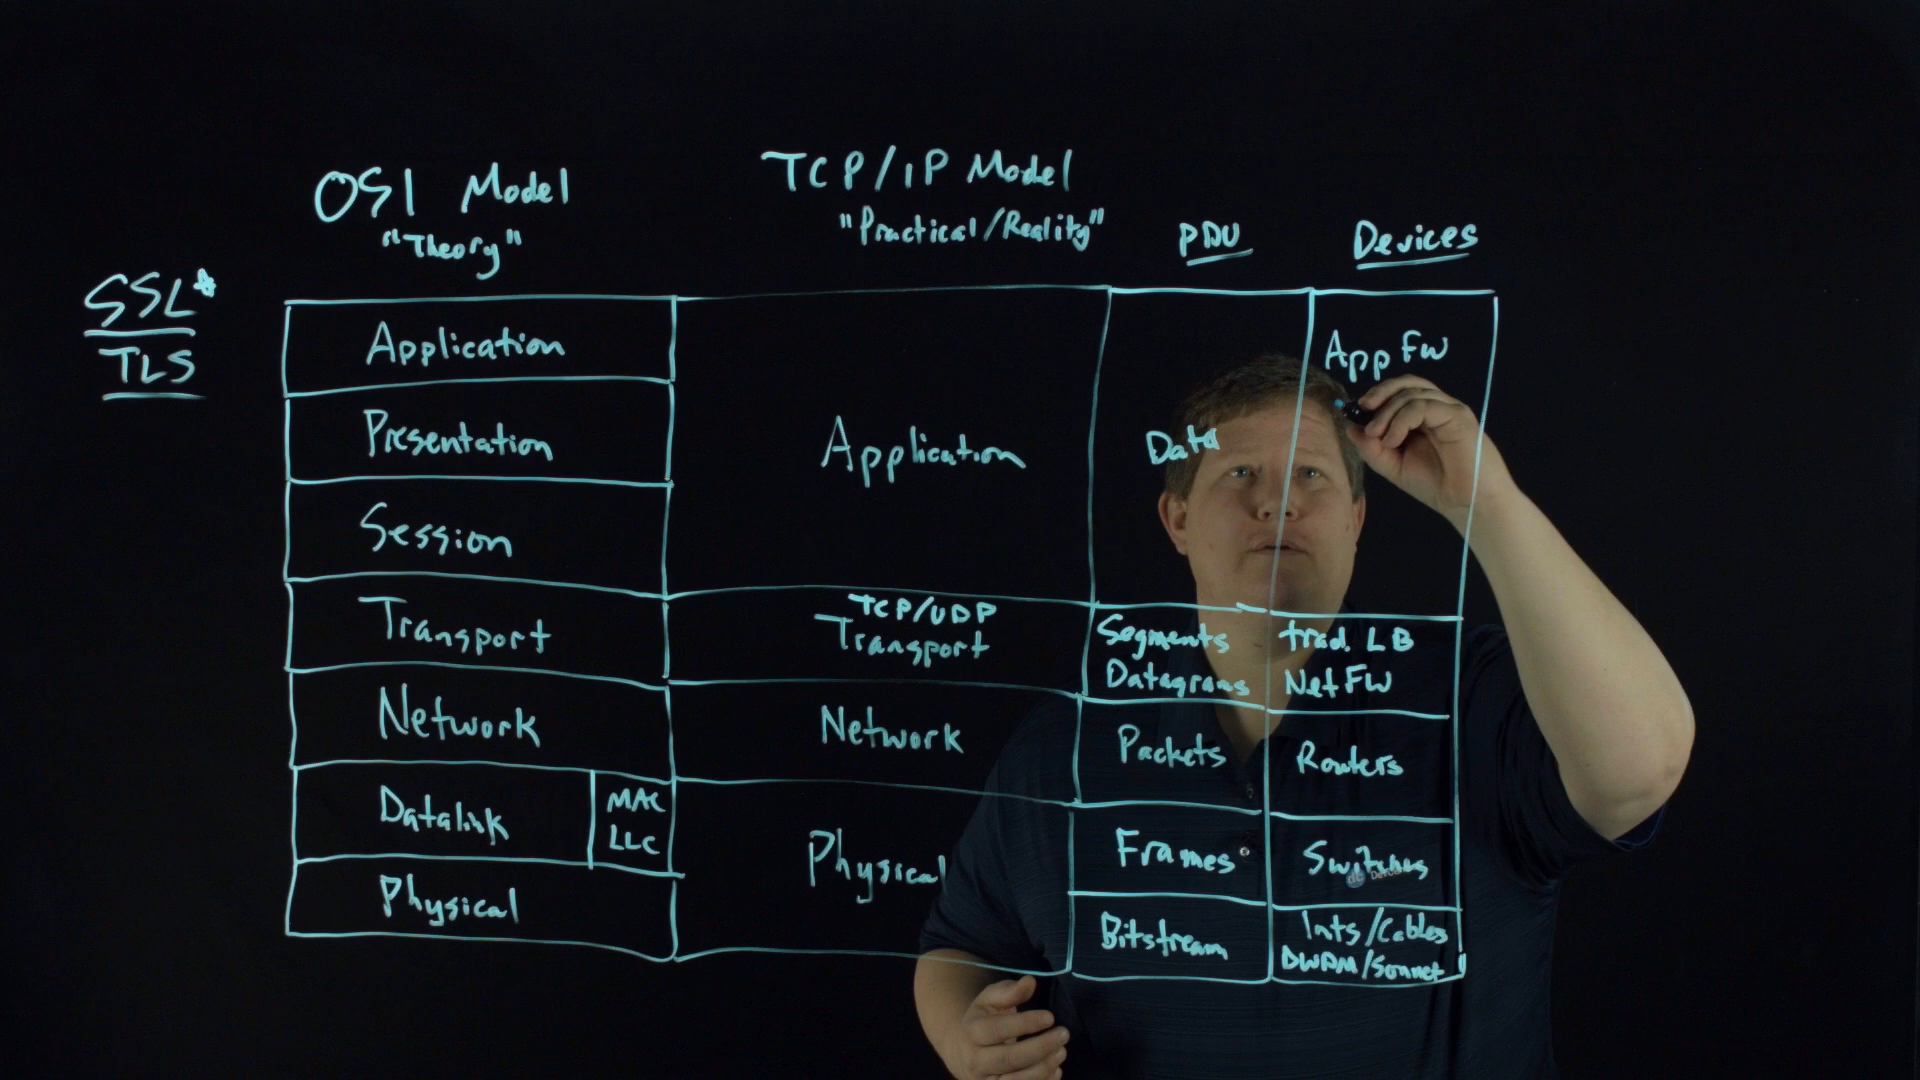 OSI Model
"Theory"
TCP/IP Model
"Practical/Reality"
PDU
Devices
SSL*
TLS
Application
Presentation
Session
Transport
Network
Datalink
MAC
LLC
Physical
Application
TCP/UDP
Transport
Network
Physical
Data
Segments
Datagrams
Packets
Frames
Bitstream
App FW
trad. LB
Net FW
Routers
Switches
Ints/Cables
DWDM/Sonnet